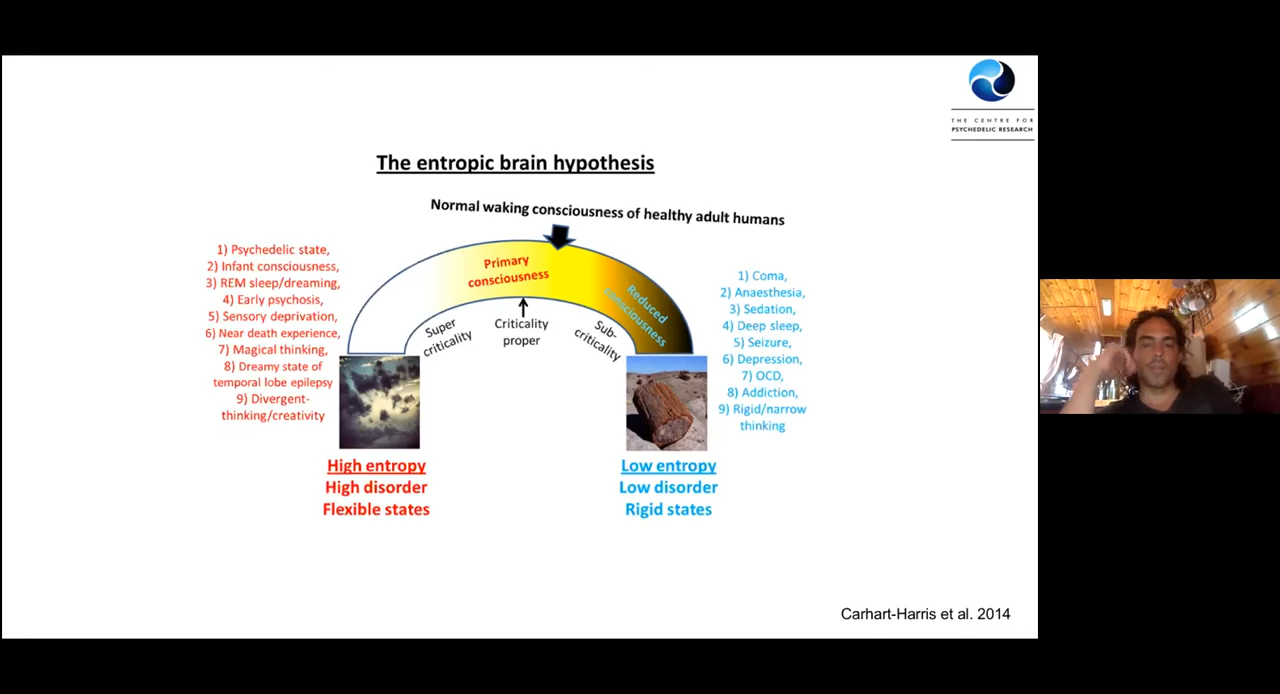 THE CENTRE FOR
PSYCHEDELIC RESEARCH
The entropic brain hypothesis
Normal waking consciousness of healthy adult humans
1) Psychedelic state,
2) Infant consciousness,
3) REM sleep/dreaming,
4) Early psychosis,
5) Sensory deprivation,
6) Near death experience,
7) Magical thinking,
8) Dreamy state of
temporal lobe epilepsy
9) Divergent-
thinking/creativity
Primary
consciousness
Reduced
consciousness
Super
criticality
Criticality
proper
Sub-
criticality
1) Coma,
2) Anaesthesia,
3) Sedation,
4) Deep sleep,
5) Seizure,
6) Depression,
7) OCD,
8) Addiction,
9) Rigid/narrow
thinking
High entropy
High disorder
Flexible states
Low entropy
Low disorder
Rigid states
Carhart-Harris et al. 2014